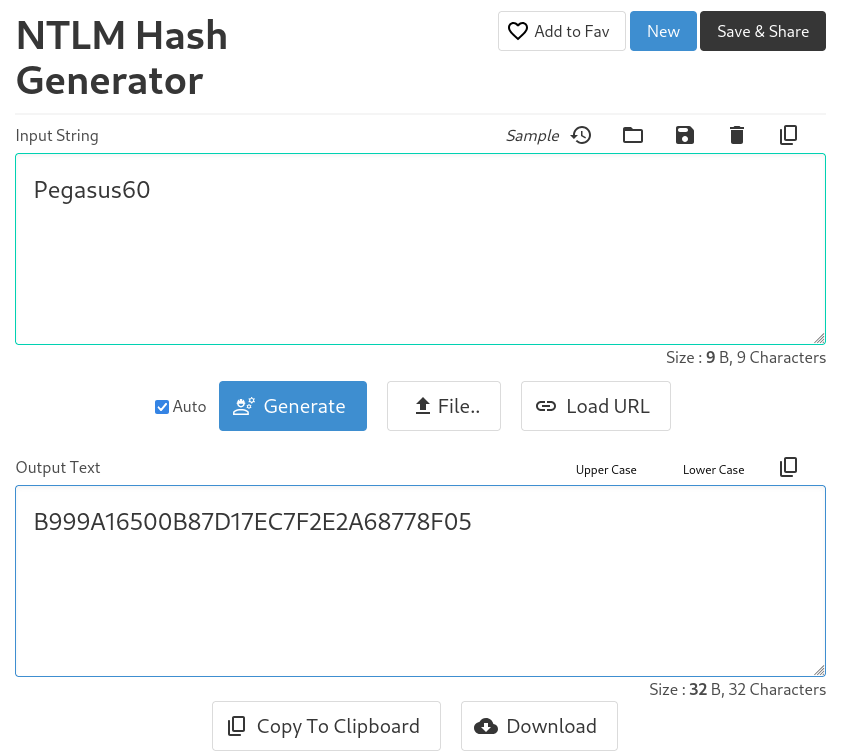 NTLM Hash
Generator
Add to Fav
New
Save & Share
Input String
Sample
Pegasus60
Size : 9 B, 9 Characters
Auto
Generate
File..
Load URL
Output Text
Upper Case
Lower Case
B999A16500B87D17EC7F2E2A68778F05
Size : 32 B, 32 Characters
Copy To Clipboard
Download